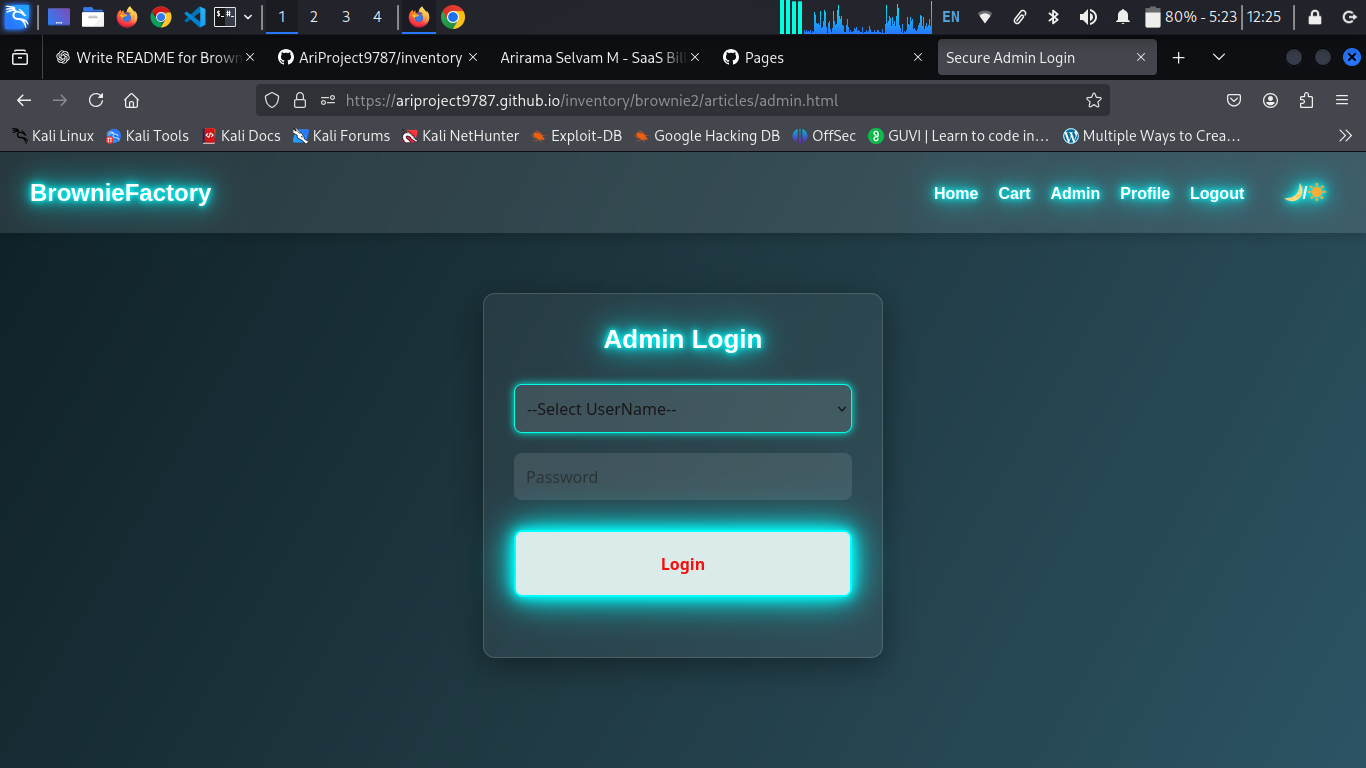 1 2 3 4 EN 80% - 5:23 12:25
Write README for Brown AriProject9787/inventory Arirama Selvam M - SaaS Bil Pages Secure Admin Login
https://ariproject9787.github.io/inventory/brownie2/articles/admin.html
Kali Linux Kali Tools Kali Docs Kali Forums Kali NetHunter Exploit-DB Google Hacking DB OffSec GUVI | Learn to code in… Multiple Ways to Crea…
BrownieFactory Home Cart Admin Profile Logout 🌙/☀️
Admin Login
--Select UserName--
Password
Login